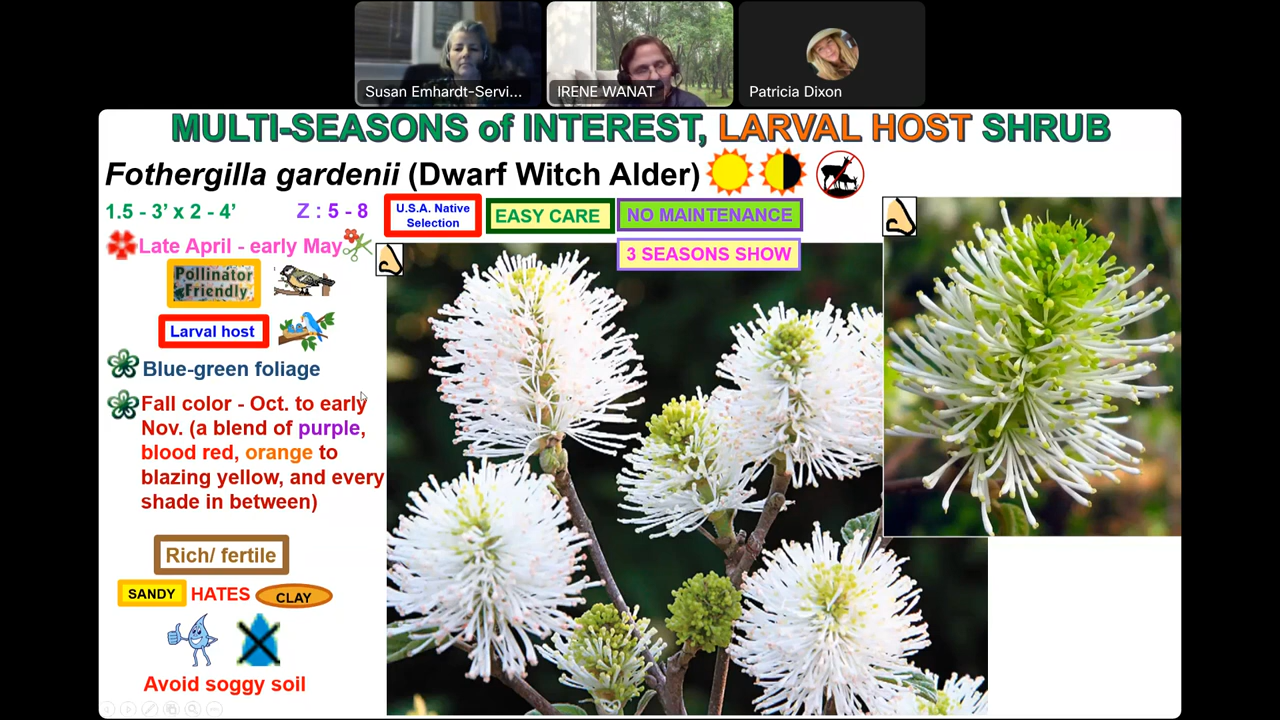 Susan Emhardt-Servi...
IRENE WANAT
Patricia Dixon
MULTI-SEASONS of INTEREST, LARVAL HOST SHRUB
Fothergilla gardenii (Dwarf Witch Alder)
1.5 - 3’ x 2 - 4’
Z : 5 - 8
U.S.A. Native
Selection
EASY CARE
NO MAINTENANCE
Late April - early May
3 SEASONS SHOW
Pollinator
Friendly
Larval host
Blue-green foliage
Fall color - Oct. to early
Nov. (a blend of purple,
blood red, orange to
blazing yellow, and every
shade in between)
Rich/ fertile
SANDY HATES CLAY
Avoid soggy soil